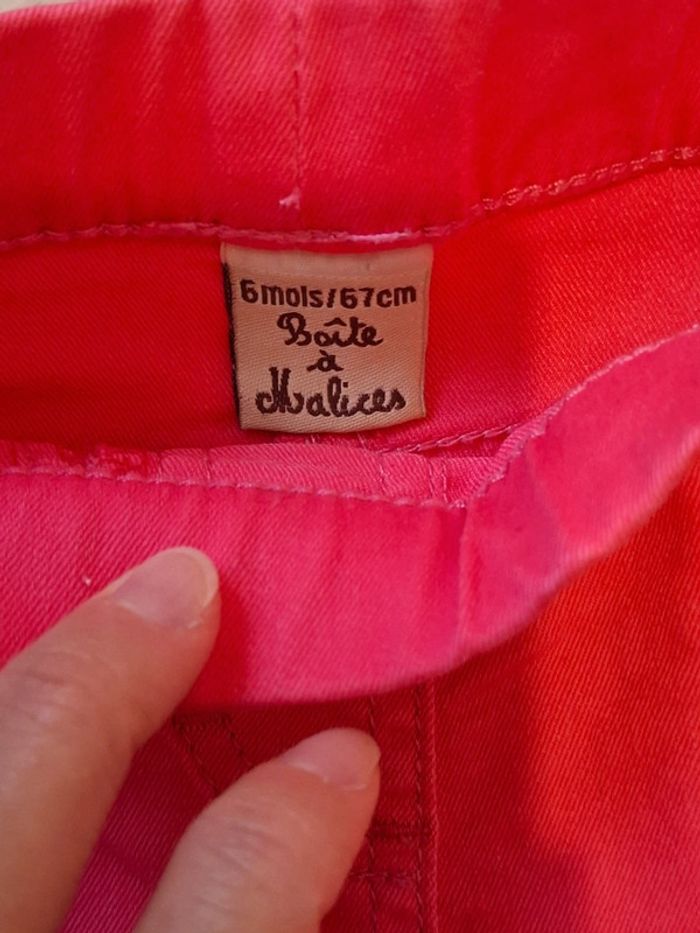 6mois/67cm
Boîte
à
Malices